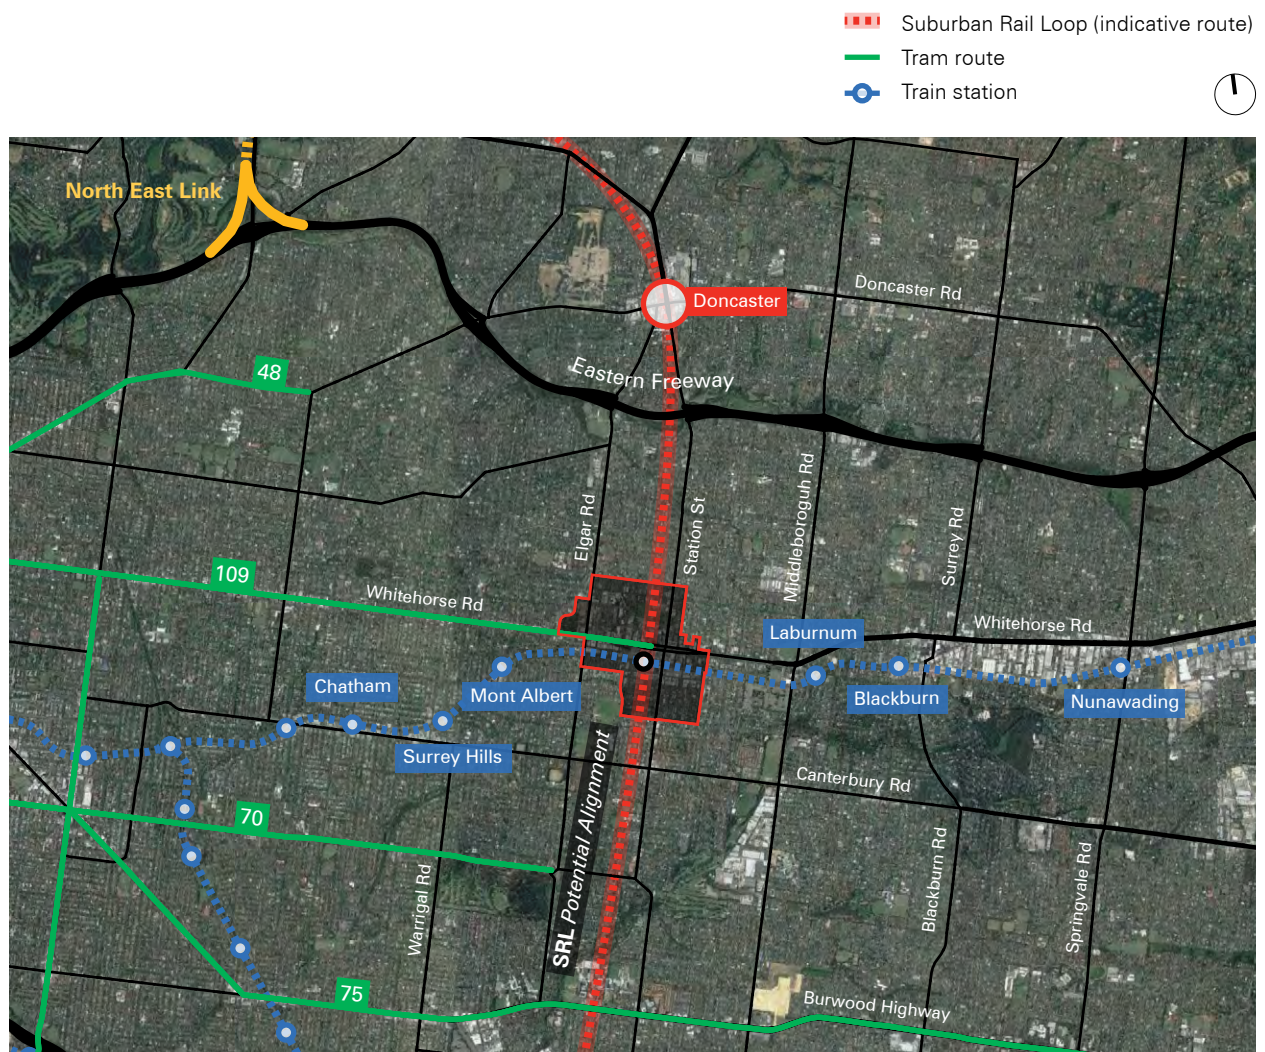 Suburban Rail Loop (indicative route)
Tram route
Train station
North East Link
Doncaster Rd
Doncaster
48
Eastern Freeway
Elgar Rd
Station St
Middleboroguh Rd
Surrey Rd
109
Whitehorse Rd
Whitehorse Rd
Laburnum
Chatham
Mont Albert
Blackburn
Nunawading
Surrey Hills
SRL Potential Alignment
Canterbury Rd
70
Warrigal Rd
Blackburn Rd
Springvale Rd
75
Burwood Highway